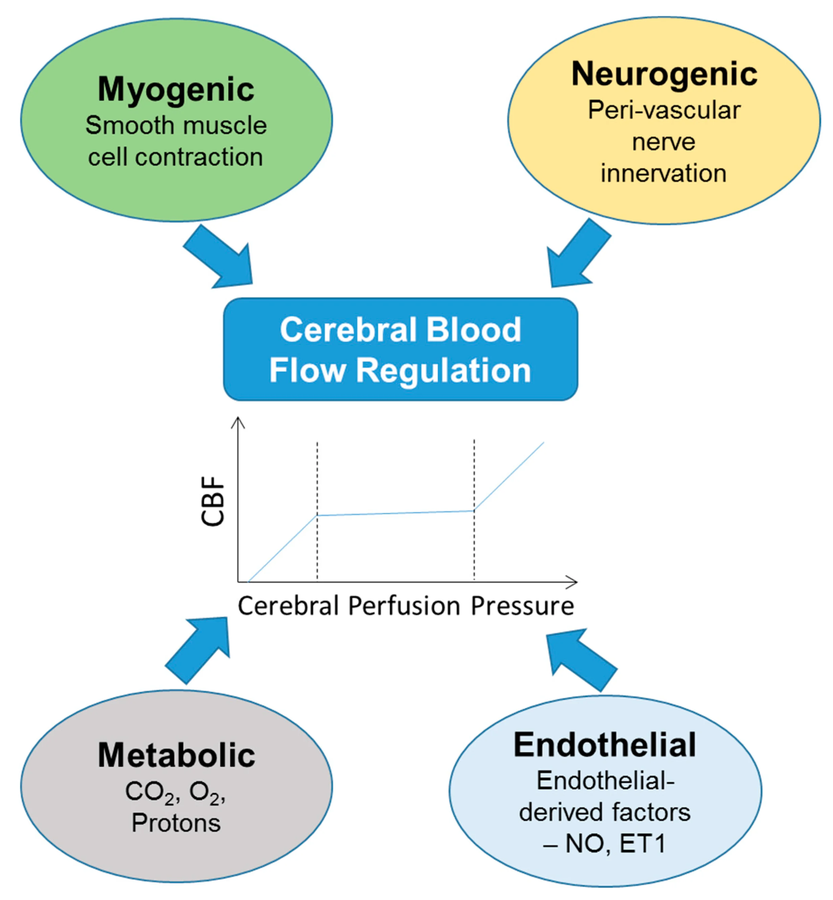 Myogenic
Smooth muscle
cell contraction
Neurogenic
Peri-vascular
nerve
innervation
Cerebral Blood
Flow Regulation
CBF
Cerebral Perfusion Pressure
Metabolic
CO₂, O₂,
Protons
Endothelial
Endothelial-
derived factors
– NO, ET1